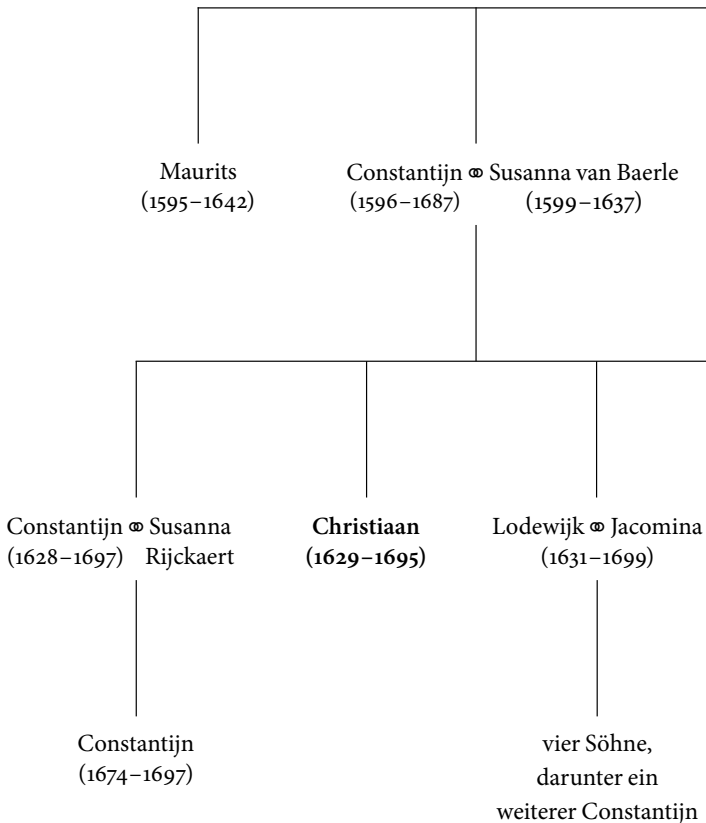 Maurits
(1595–1642)
Constantijn ⚭ Susanna van Baerle
(1596–1687) (1599–1637)
Constantijn ⚭ Susanna
(1628–1697) Rijckaert
Christiaan
(1629–1695)
Lodewijk ⚭ Jacomina
(1631–1699)
Constantijn
(1674–1697)
vier Söhne,
darunter ein
weiterer Constantijn